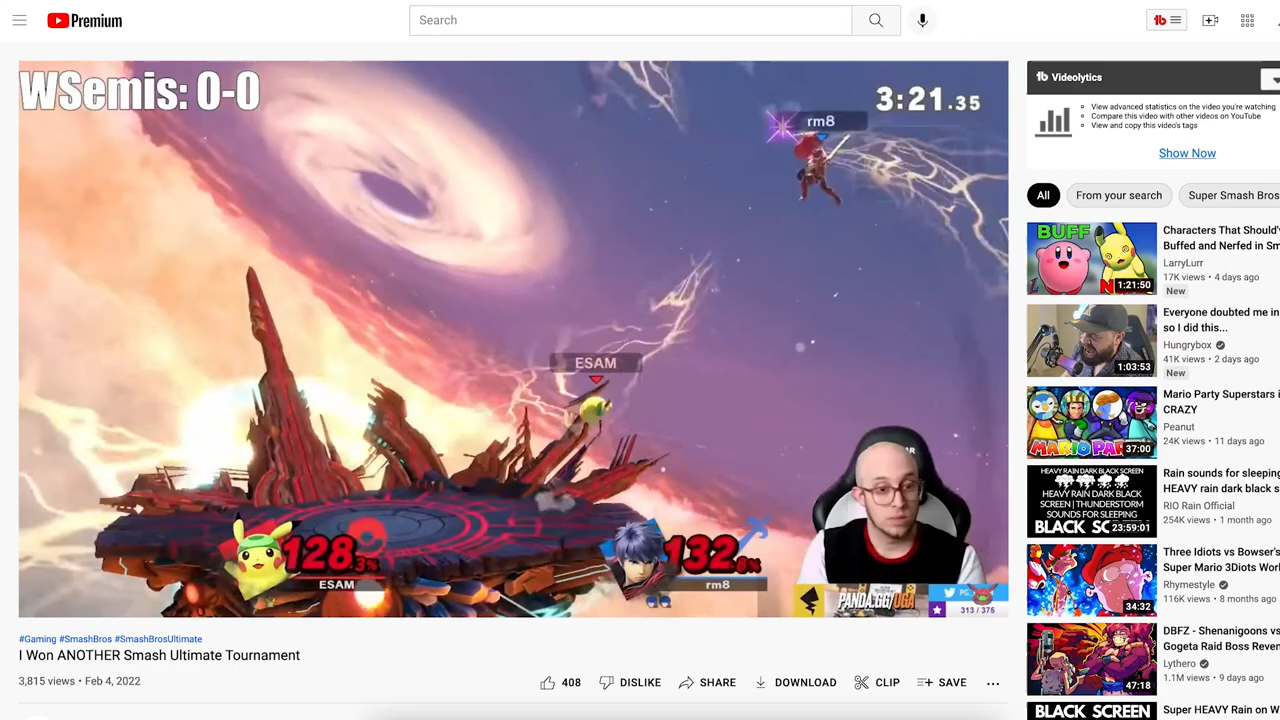 Premium
Search
WSemis: 0-0
3:21.35
rm8
ESAM
128.3%
ESAM
132.8%
rm8
PANDA.GG/UGA
PG_
313 / 375
#Gaming #SmashBros #SmashBrosUltimate
I Won ANOTHER Smash Ultimate Tournament
3,815 views • Feb 4, 2022
408
DISLIKE
SHARE
DOWNLOAD
CLIP
SAVE
Videolytics
View advanced statistics on the video you're watching
Compare this video with other videos on YouTube
View and copy this video's tags
Show Now
All
From your search
Super Smash Bros
BUFF
1:21:50
Characters That Should'
Buffed and Nerfed in Sm
LarryLurr
17K views • 4 days ago
New
1:03:53
Everyone doubted me in
so I did this...
Hungrybox
41K views • 2 days ago
New
MARIO PAR
37:00
Mario Party Superstars i
CRAZY
Peanut
24K views • 11 days ago
HEAVY RAIN DARK BLACK SCREEN
HEAVY RAIN DARK BLACK
SCREEN | THUNDERSTORM
SOUNDS FOR SLEEPING
BLACK SC
23:59:01
Rain sounds for sleeping
HEAVY rain dark black s
RIO Rain Official
254K views • 1 month ago
34:32
Three Idiots vs Bowser's
Super Mario 3Diots Worl
Rhymestyle
116K views • 8 months ago
47:18
DBFZ - Shenanigoons vs
Gogeta Raid Boss Reven
Lythero
1.1M views • 9 days ago
BLACK SCREEN
Super HEAVY Rain on W